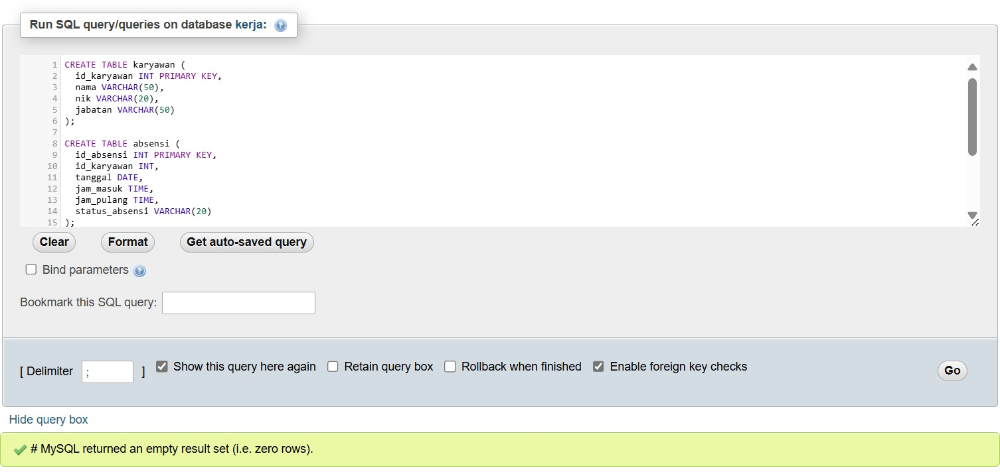 Run SQL query/queries on database kerja:
1 CREATE TABLE karyawan (
2 id_karyawan INT PRIMARY KEY,
3 nama VARCHAR(50),
4 nik VARCHAR(20),
5 jabatan VARCHAR(50)
6 );
7
8 CREATE TABLE absensi (
9 id_absensi INT PRIMARY KEY,
10 id_karyawan INT,
11 tanggal DATE,
12 jam_masuk TIME,
13 jam_pulang TIME,
14 status_absensi VARCHAR(20)
15 );
Clear Format Get auto-saved query
Bind parameters
Bookmark this SQL query:
[ Delimiter ; ] Show this query here again Retain query box Rollback when finished Enable foreign key checks Go
Hide query box
# MySQL returned an empty result set (i.e. zero rows).